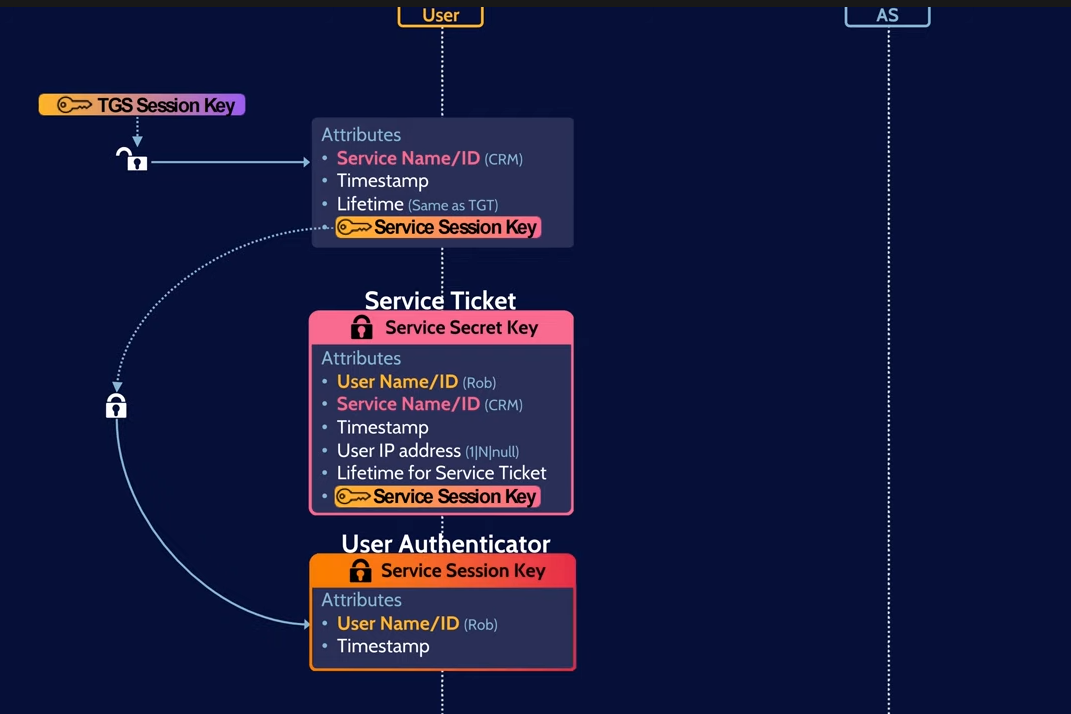 User
AS
TGS Session Key
Attributes
• Service Name/ID (CRM)
• Timestamp
• Lifetime (Same as TGT)
• Service Session Key
Service Ticket
Service Secret Key
Attributes
• User Name/ID (Rob)
• Service Name/ID (CRM)
• Timestamp
• User IP address (1|N|null)
• Lifetime for Service Ticket
• Service Session Key
User Authenticator
Service Session Key
Attributes
• User Name/ID (Rob)
• Timestamp